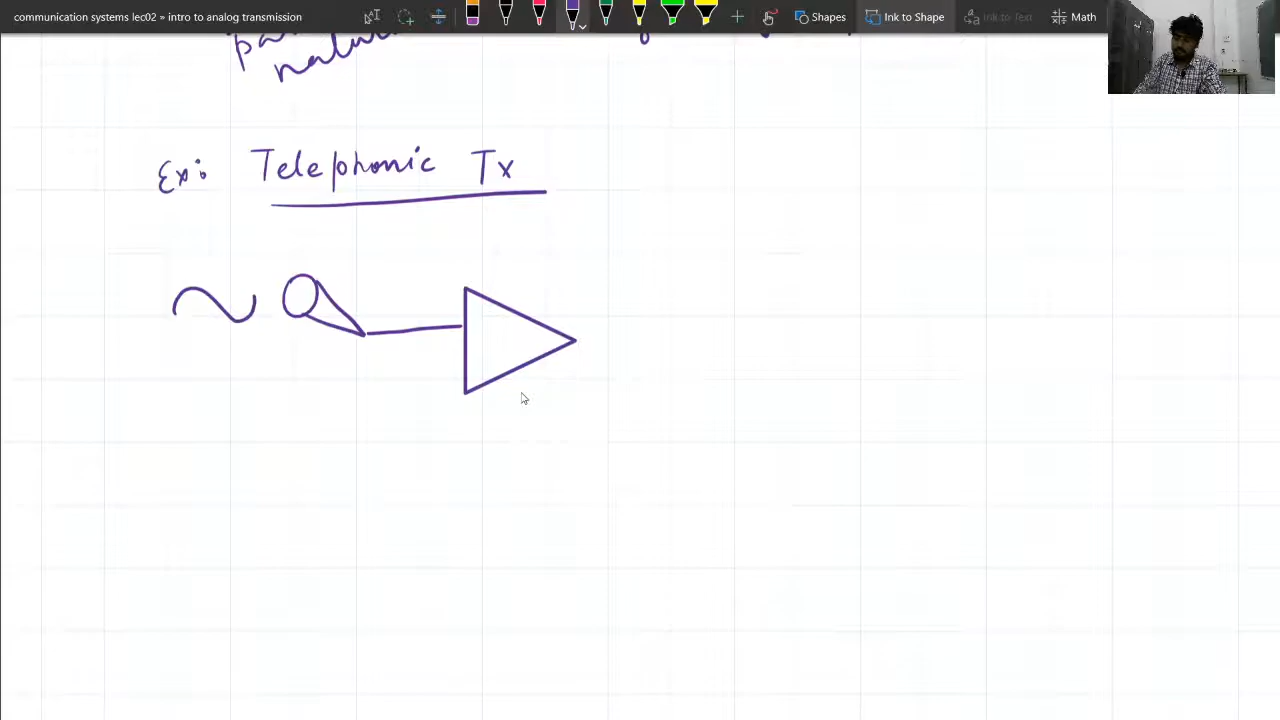 communication systems lec02 » intro to analog transmission
Shapes
Ink to Shape
Ink to Text
Math
Ex: Telephonic Tx